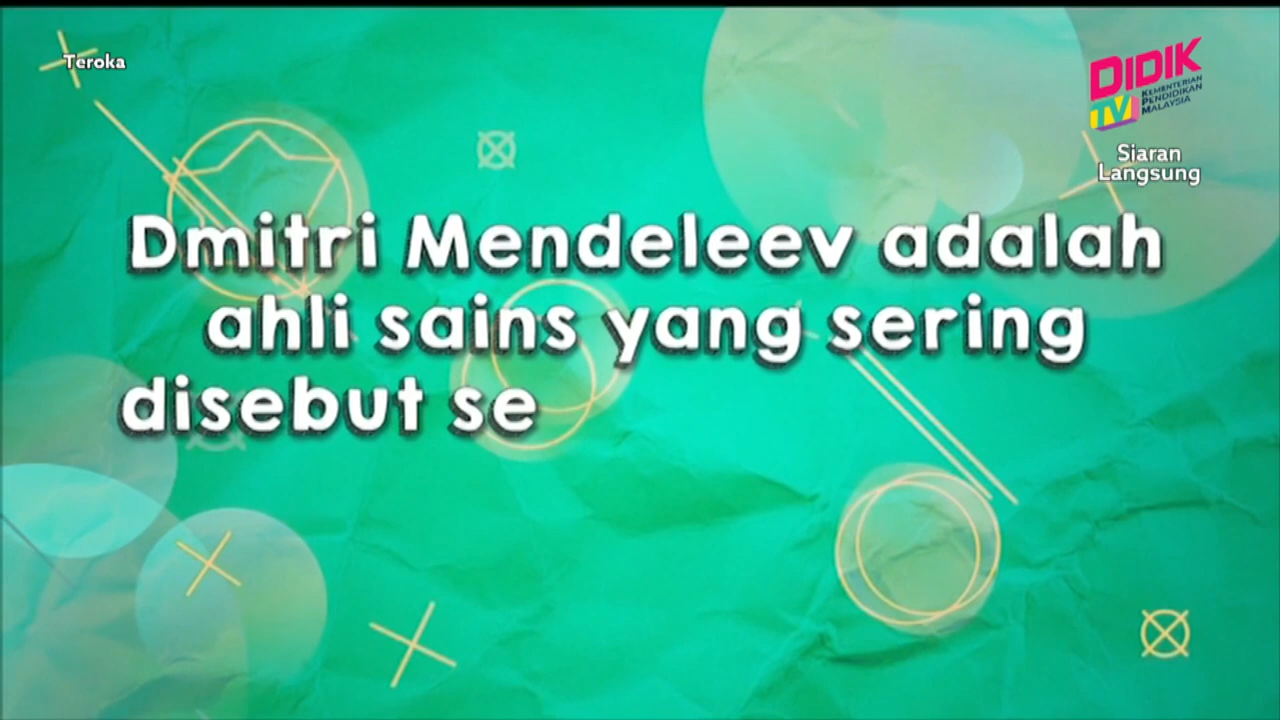 Teroka
DIDIK
TV
KEMENTERIAN
PENDIDIKAN
MALAYSIA
Siaran
Langsung
Dmitri Mendeleev adalah
ahli sains yang sering
disebut se